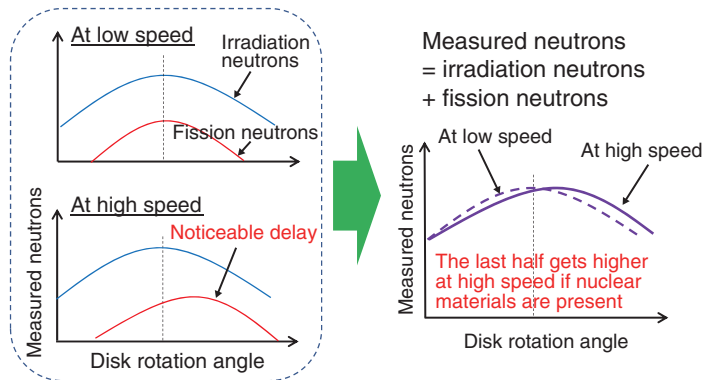 At low speed
Irradiation
neutrons
Fission neutrons
At high speed
Noticeable delay
Measured neutrons
Disk rotation angle
Measured neutrons
= irradiation neutrons
+ fission neutrons
At low speed
At high speed
The last half gets higher
at high speed if nuclear
materials are present
Measured neutrons
Disk rotation angle